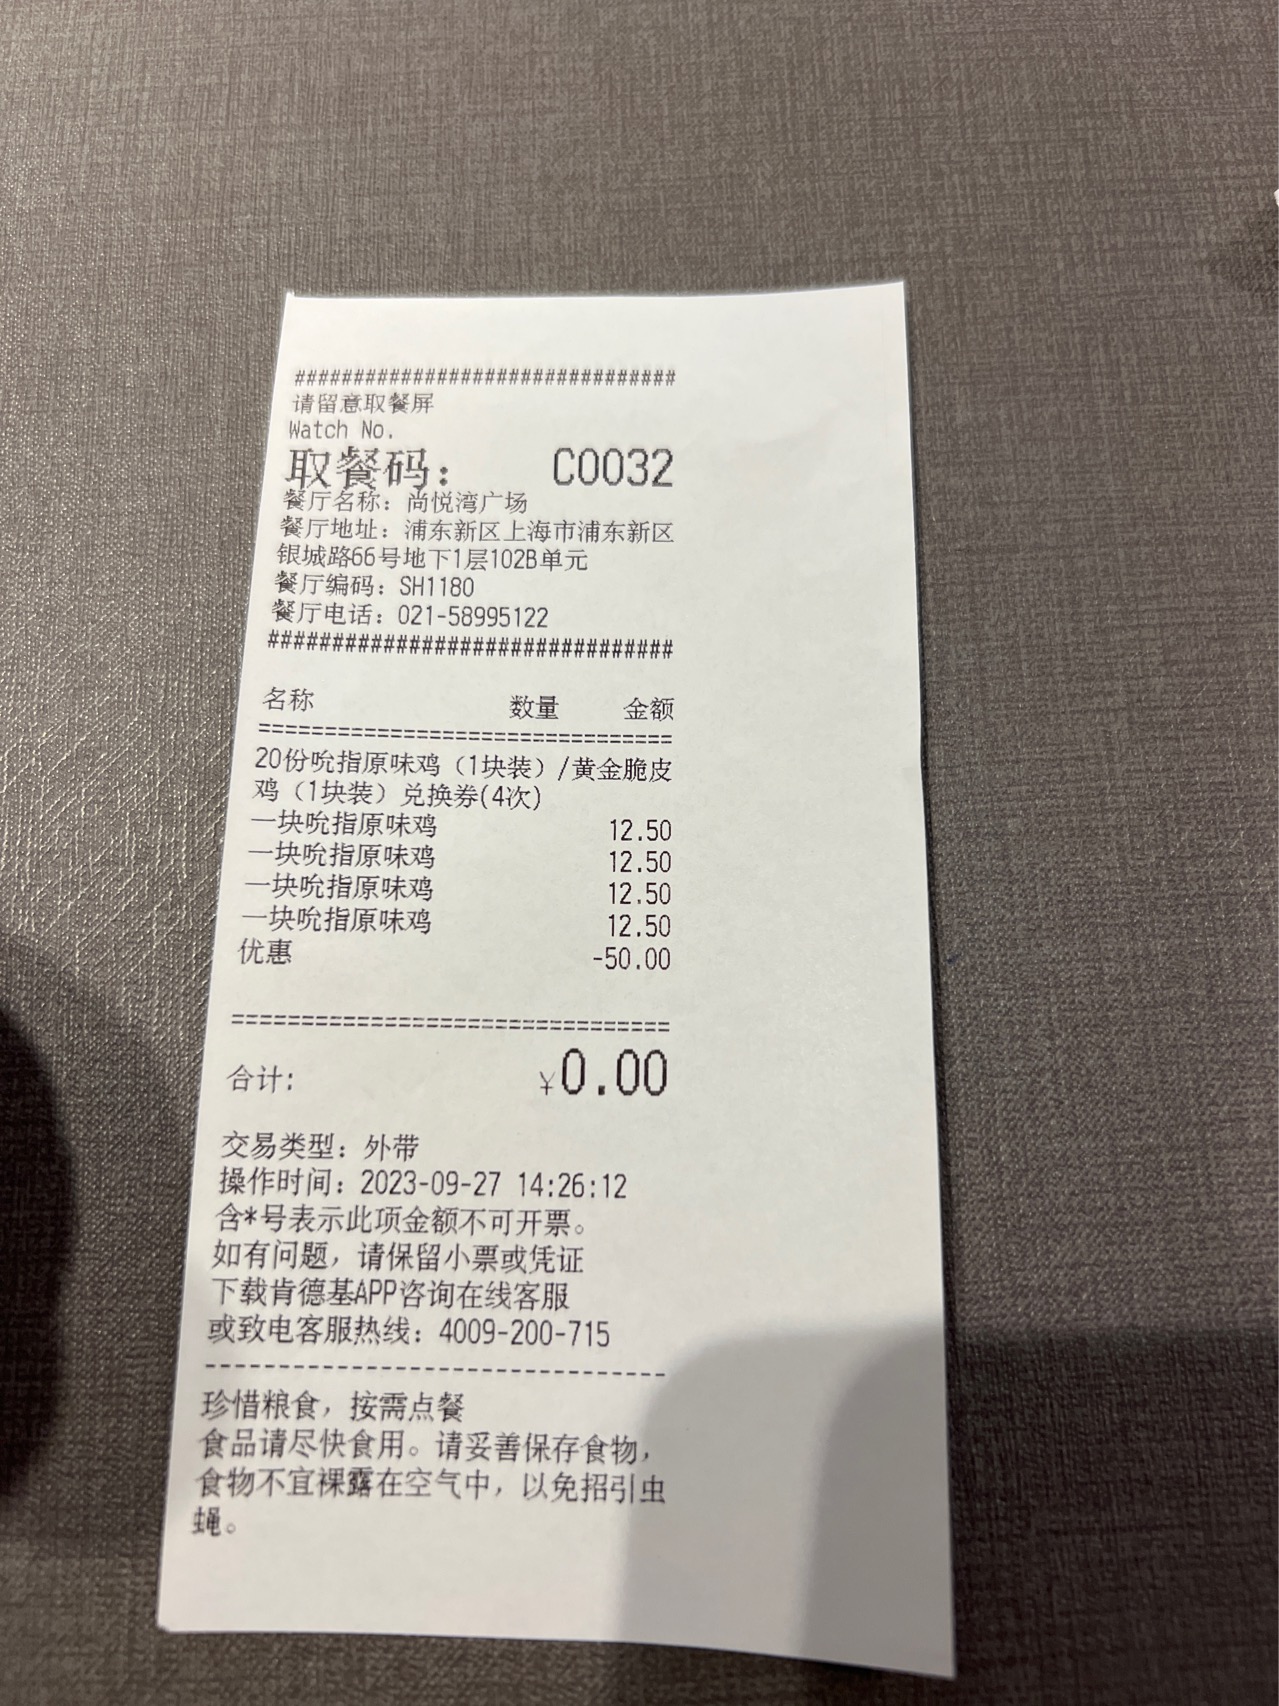 ################################
请留意取餐屏
Watch No.
取餐码： C0032
餐厅名称：尚悦湾广场
餐厅地址：浦东新区上海市浦东新区
银城路66号地下1层102B单元
餐厅编码：SH1180
餐厅电话：021-58995122
################################
名称 数量 金额
================================
20份吮指原味鸡（1块装）/黄金脆皮
鸡（1块装）兑换券(4次)
一块吮指原味鸡 12.50
一块吮指原味鸡 12.50
一块吮指原味鸡 12.50
一块吮指原味鸡 12.50
优惠 -50.00
================================
合计: ¥0.00
交易类型：外带
操作时间：2023-09-27 14:26:12
含*号表示此项金额不可开票。
如有问题，请保留小票或凭证
下载肯德基APP咨询在线客服
或致电客服热线：4009-200-715
--------------------------------
珍惜粮食，按需点餐
食品请尽快食用。请妥善保存食物，
食物不宜裸露在空气中，以免招引虫
蝇。